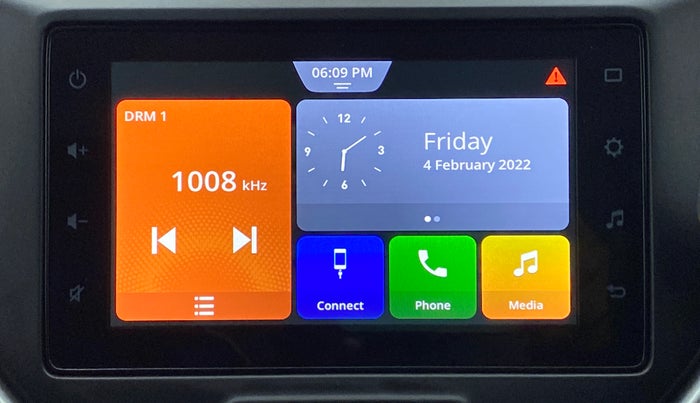 06:09 PM
DRM 1
1008 kHz
12
9
3
6
Friday
4 February 2022
Connect
Phone
Media